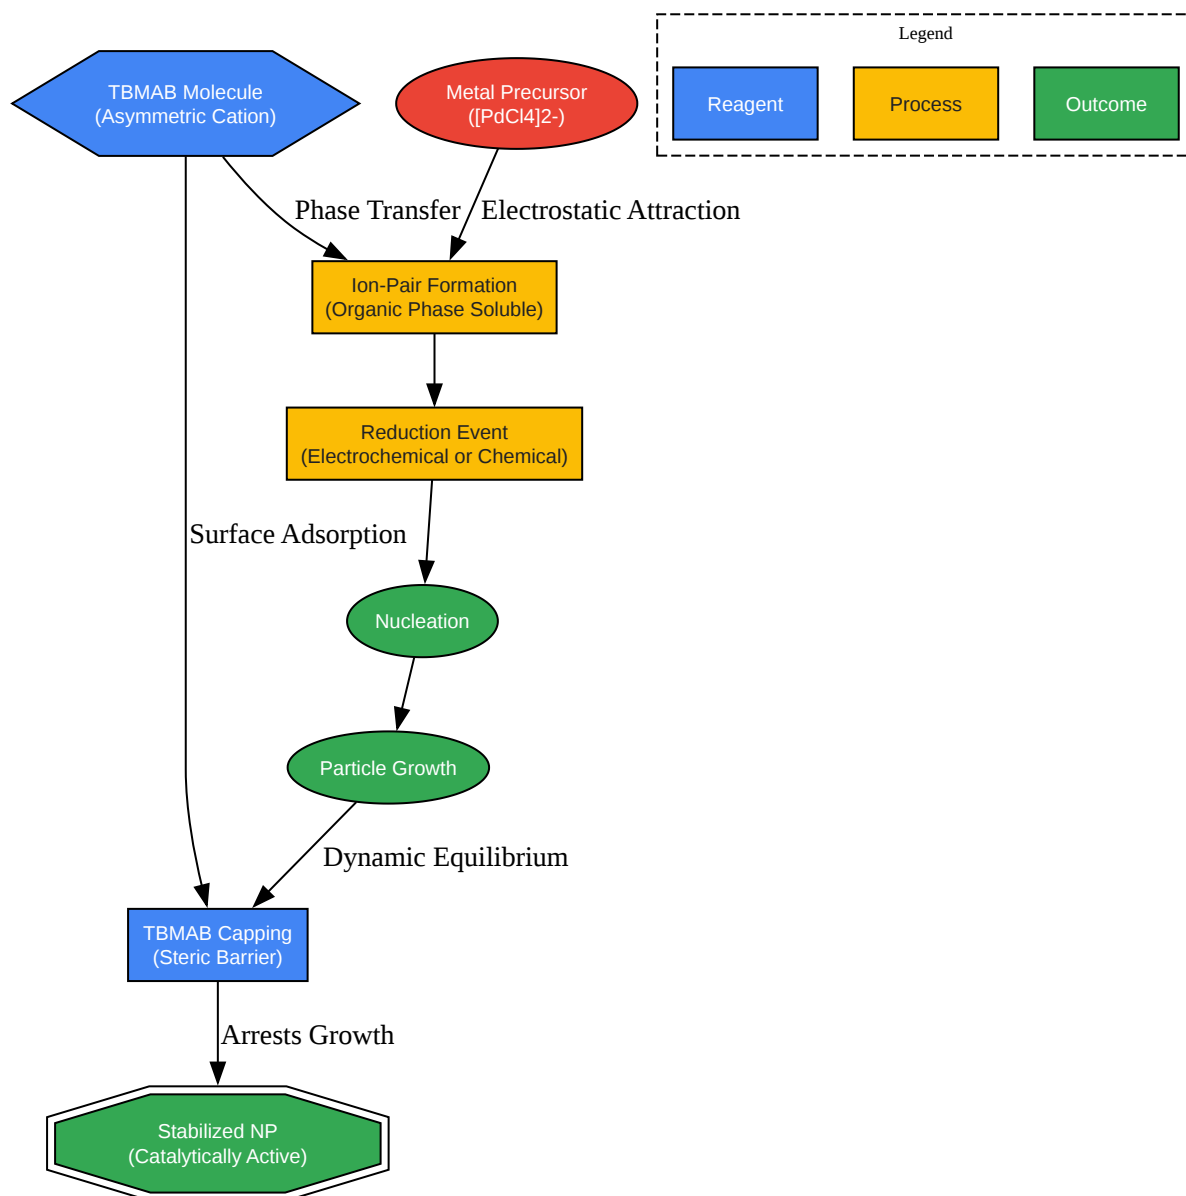 TBMAB Molecule
(Asymmetric Cation)
Metal Precursor
([PdCl4]2-)
Legend
Reagent
Process
Outcome
Phase Transfer
Electrostatic Attraction
Ion-Pair Formation
(Organic Phase Soluble)
Reduction Event
(Electrochemical or Chemical)
Surface Adsorption
Nucleation
Particle Growth
Dynamic Equilibrium
TBMAB Capping
(Steric Barrier)
Arrests Growth
Stabilized NP
(Catalytically Active)